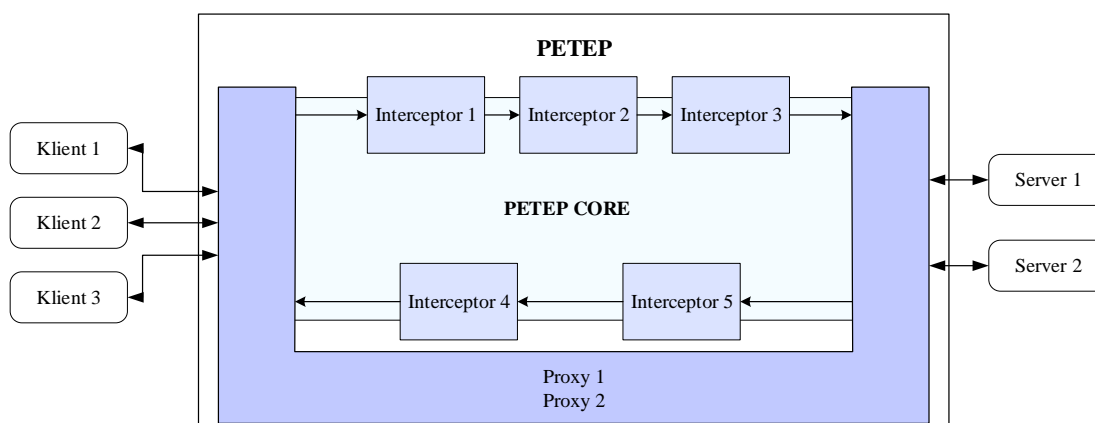 PETEP
Interceptor 1
Interceptor 2
Interceptor 3
Klient 1
Klient 2
Klient 3
PETEP CORE
Server 1
Server 2
Interceptor 4
Interceptor 5
Proxy 1
Proxy 2